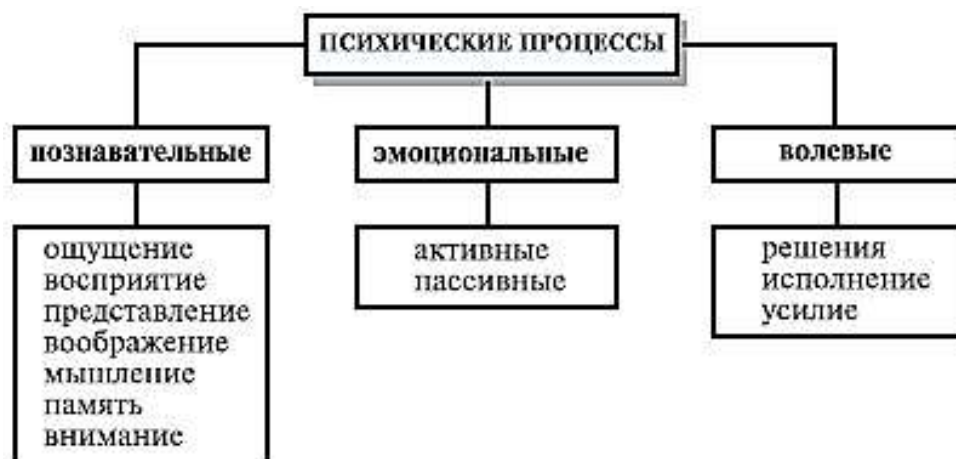 ПСИХИЧЕСКИЕ ПРОЦЕССЫ
познавательные
эмоциональные
волевые
ощущение
восприятие
представление
воображение
мышление
память
внимание
активные
пассивные
решения
исполнение
усилие